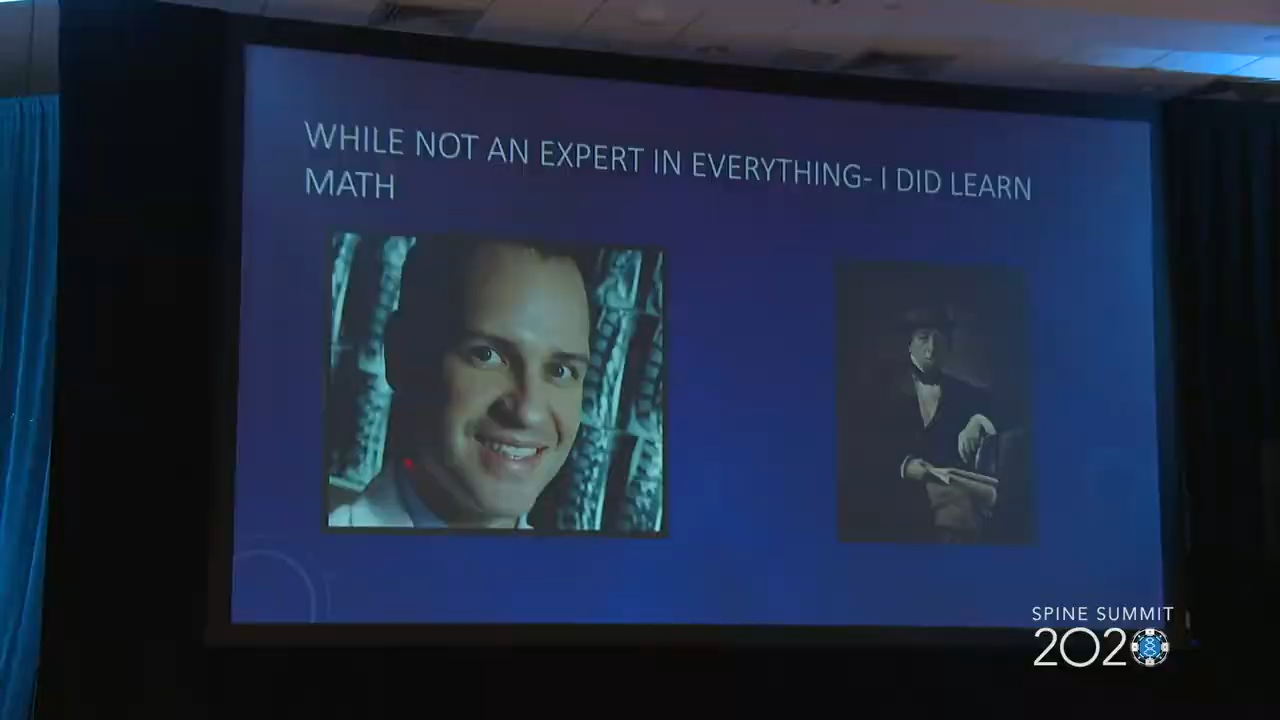 WHILE NOT AN EXPERT IN EVERYTHING- I DID LEARN
MATH
SPINE SUMMIT
2020